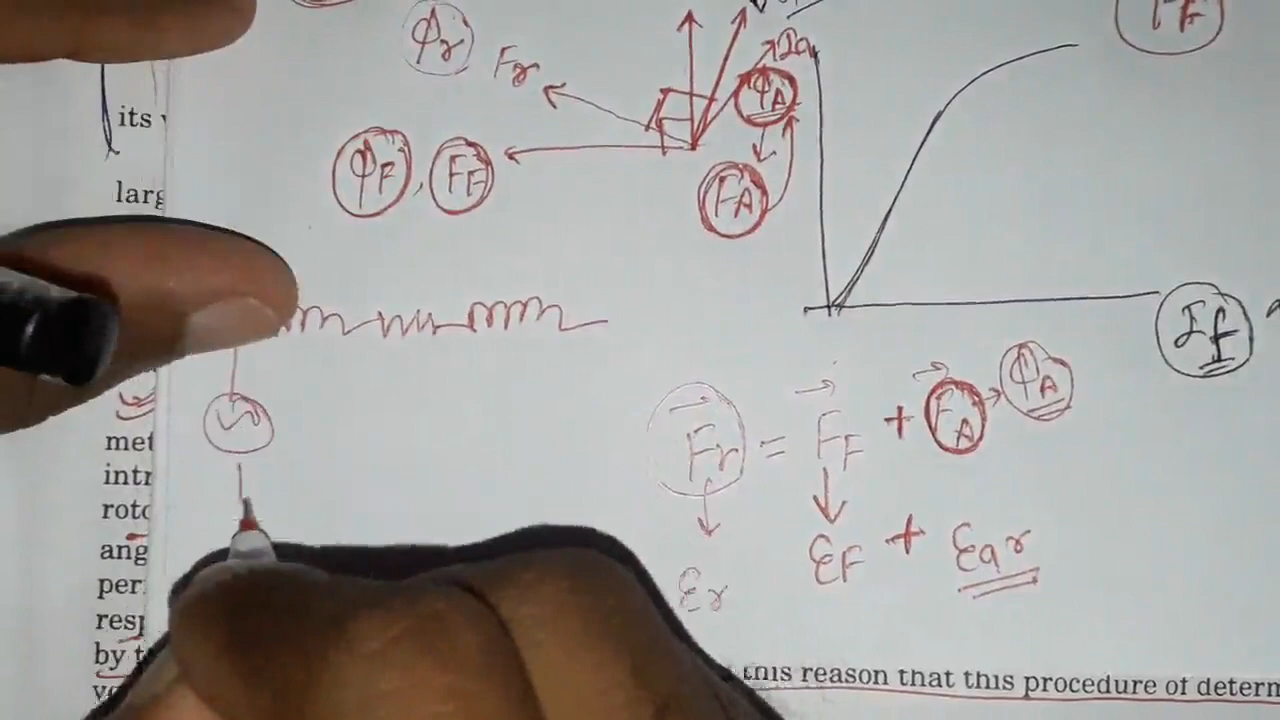 Φr Fr
ΦF , FF
Ia
ΦA
FA
If
Fr = FF + FA → ΦA
Er EF + Ear
its
larg
met
intr
roto
ang
per
resp
by t
this reason that this procedure of determ